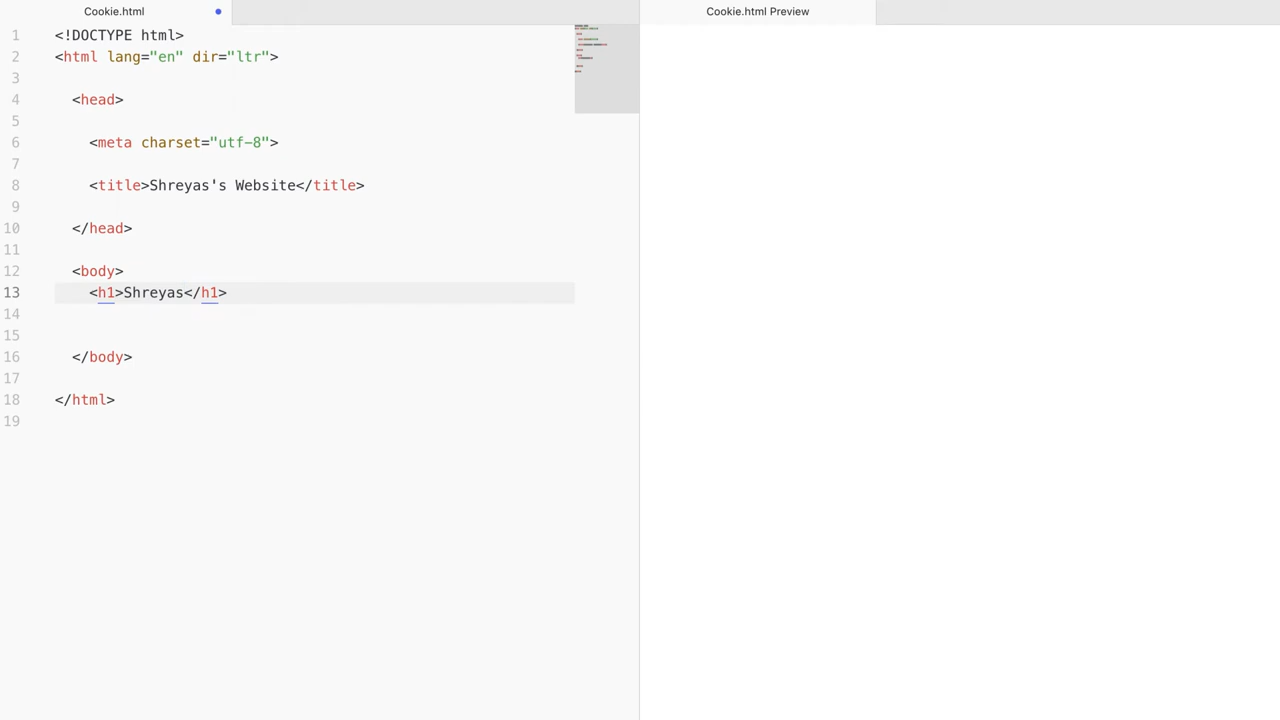 Cookie.html
Cookie.html Preview
1 <!DOCTYPE html>
2 <html lang="en" dir="ltr">
3
4 <head>
5
6 <meta charset="utf-8">
7
8 <title>Shreyas's Website</title>
9
10 </head>
11
12 <body>
13 <h1>Shreyas</h1>
14
15
16 </body>
17
18 </html>
19